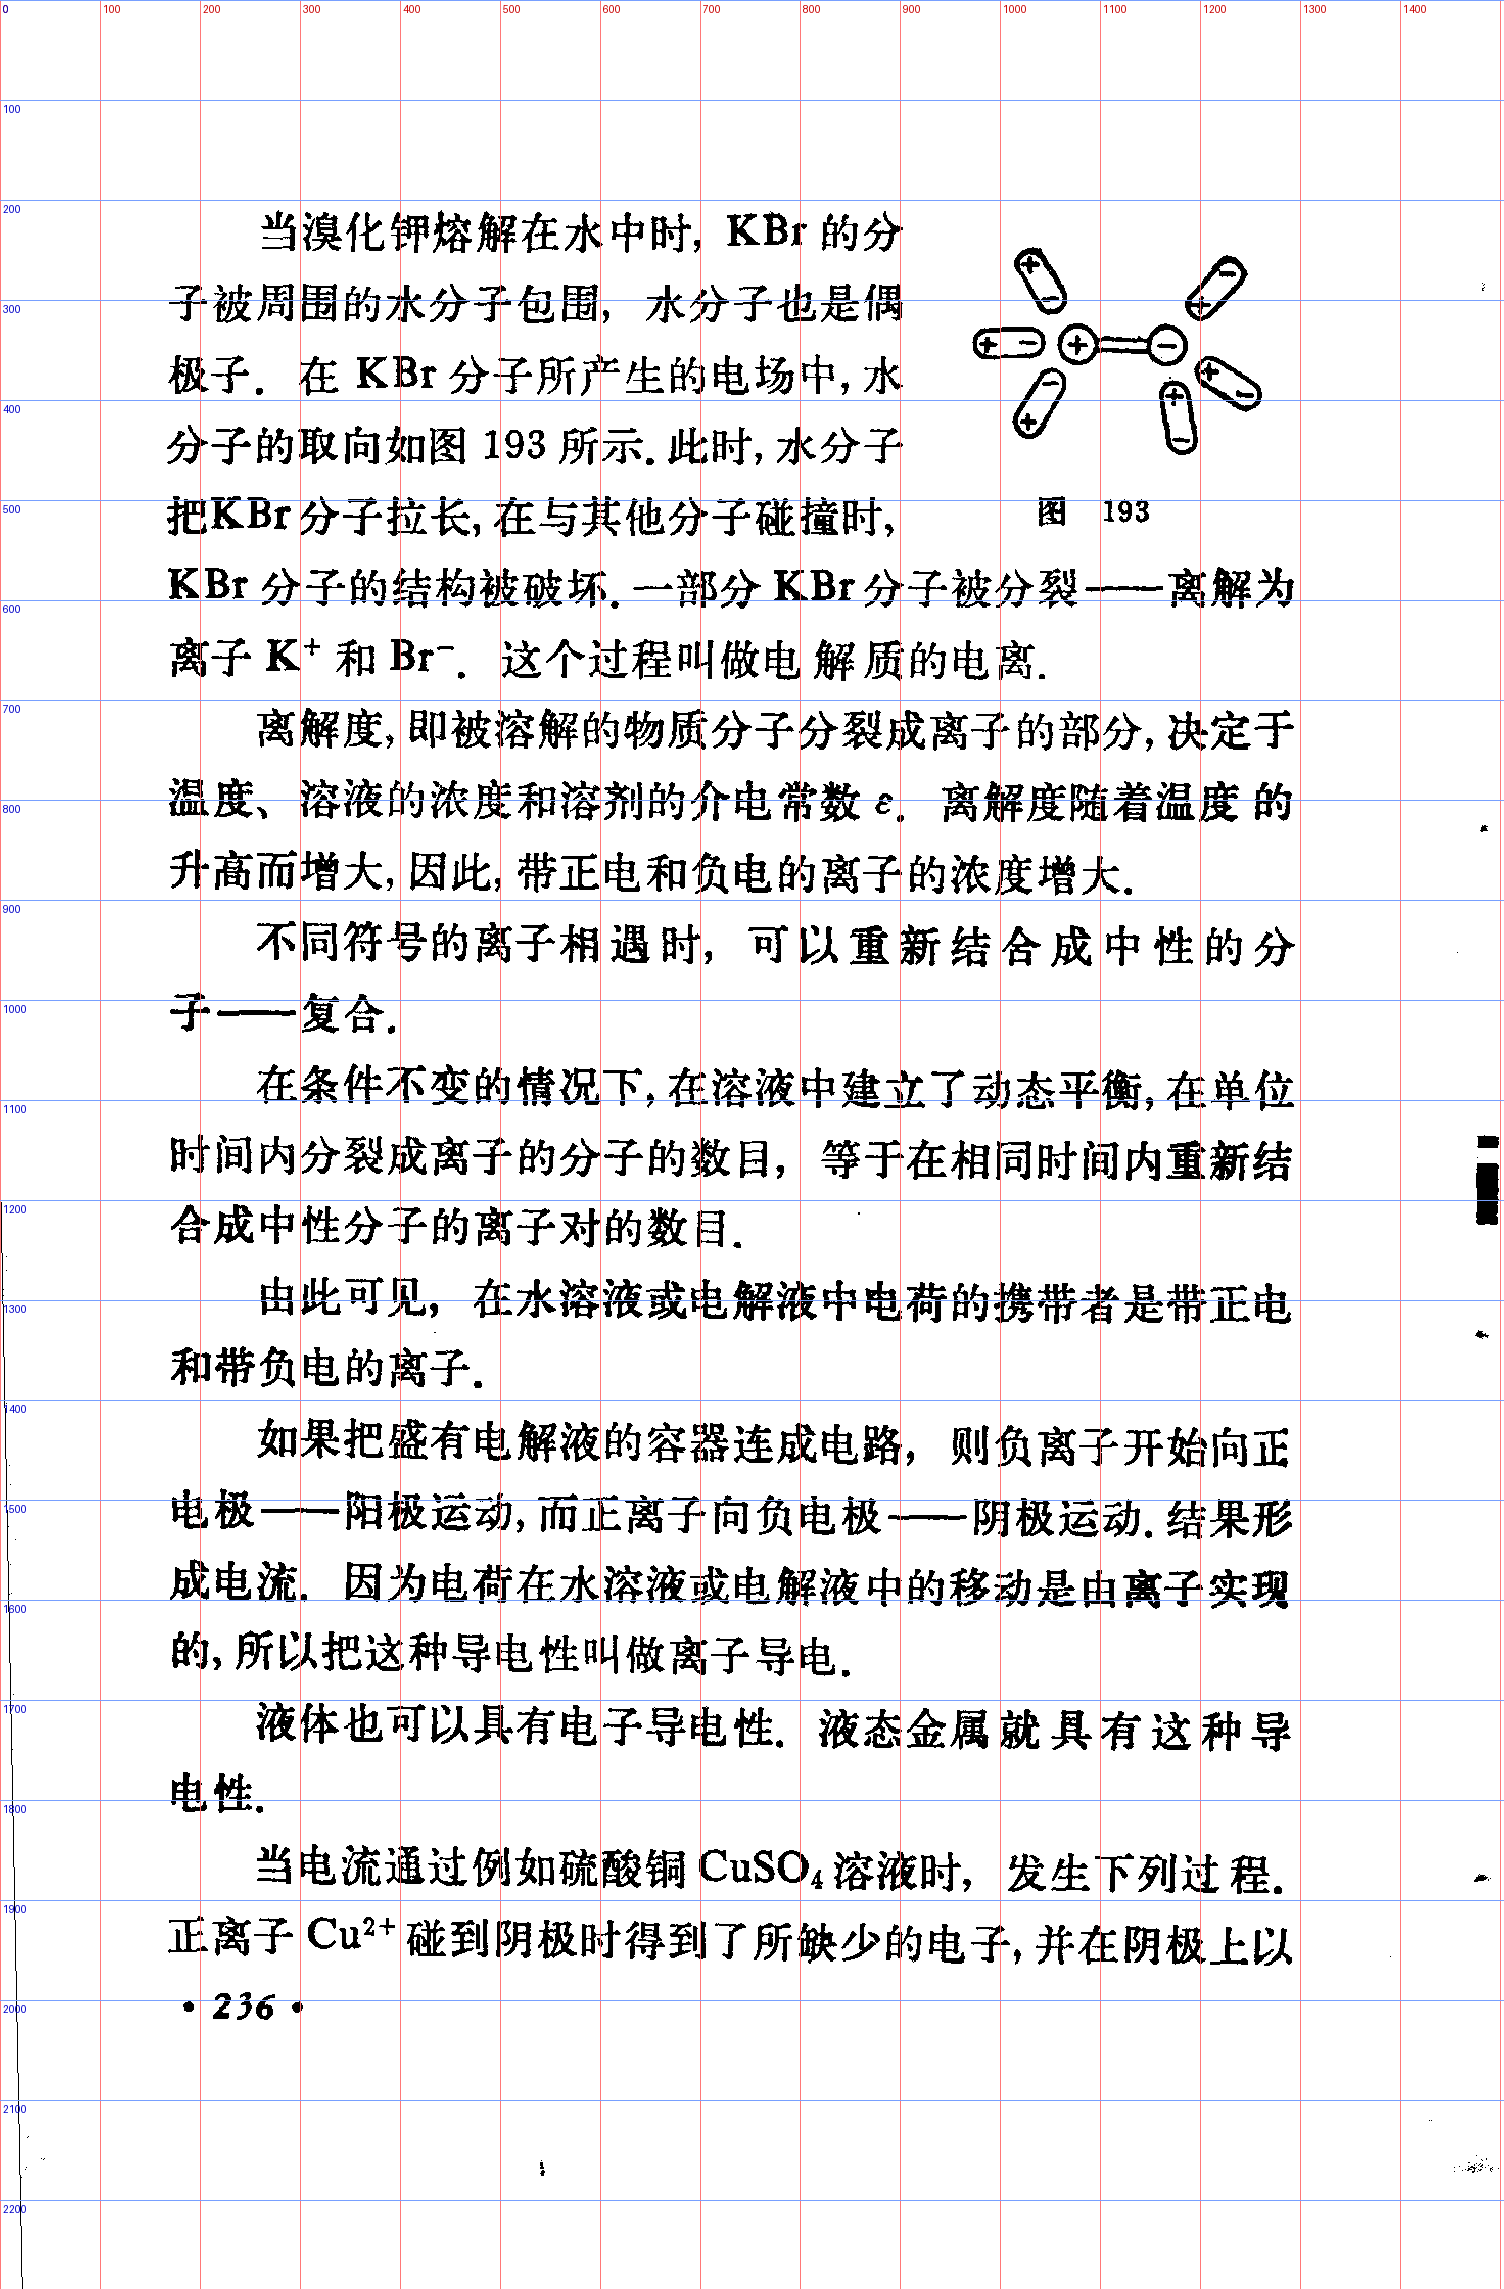 当溴化钾熔解在水中时, KBr 的分
子被周围的水分子包围, 水分子也是偶
极子. 在 KBr 分子所产生的电场中, 水
分子的取向如图 193 所示. 此时, 水分子
把KBr分子拉长, 在与其他分子碰撞时,
图 193
KBr 分子的结构被破坏. 一部分 KBr 分子被分裂——离解为
离子 K⁺ 和 Br⁻. 这个过程叫做电解质的电离.
离解度, 即被溶解的物质分子分裂成离子的部分, 决定于
温度、溶液的浓度和溶剂的介电常数 ε. 离解度随着温度的
升高而增大, 因此, 带正电和负电的离子的浓度增大.
不同符号的离子相遇时, 可以重新结合成中性的分
子——复合.
在条件不变的情况下, 在溶液中建立了动态平衡, 在单位
时间内分裂成离子的分子的数目, 等于在相同时间内重新结
合成中性分子的离子对的数目.
由此可见, 在水溶液或电解液中电荷的携带者是带正电
和带负电的离子.
如果把盛有电解液的容器连成电路, 则负离子开始向正
电极——阳极运动, 而正离子向负电极——阴极运动. 结果形
成电流. 因为电荷在水溶液或电解液中的移动是由离子实现
的, 所以把这种导电性叫做离子导电.
液体也可以具有电子导电性. 液态金属就具有这种导
电性.
当电流通过例如硫酸铜 CuSO₄ 溶液时, 发生下列过程.
正离子 Cu²⁺ 碰到阴极时得到了所缺少的电子, 并在阴极上以
• 236 •